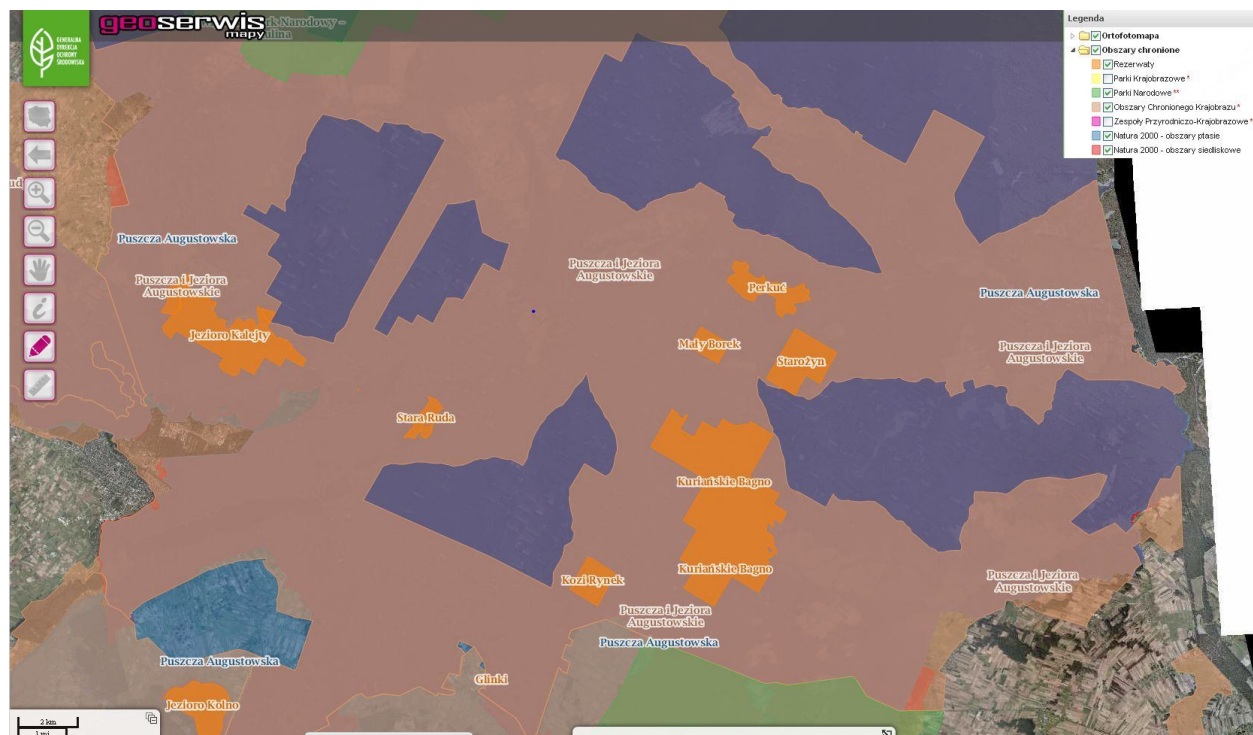 GENERALNA
DYREKCJA
OCHRONY
ŚRODOWISKA
geoserwis
mapy
rk Narodowy –
ulina
Legenda
Ortofotomapa
Obszary chronione
Rezerwaty
Parki Krajobrazowe *
Parki Narodowe **
Obszary Chronionego Krajobrazu *
Zespoły Przyrodniczo-Krajobrazowe *
Natura 2000 - obszary ptasie
Natura 2000 - obszary siedliskowe
Puszcza Augustowska
Puszcza i Jeziora
Augustowskie
Puszcza i Jeziora
Augustowskie
Perkuć
Puszcza Augustowska
Jezioro Kalejty
Mały Borek
Starożyn
Puszcza i Jeziora
Augustowskie
Stara Ruda
Kuriańskie Bagno
Kozi Rynek
Kuriańskie Bagno
Puszcza i Jeziora
Augustowskie
Puszcza i Jeziora
Augustowskie
Puszcza Augustowska
Puszcza Augustowska
Glinki
Jezioro Kolno
2 km
1 mi